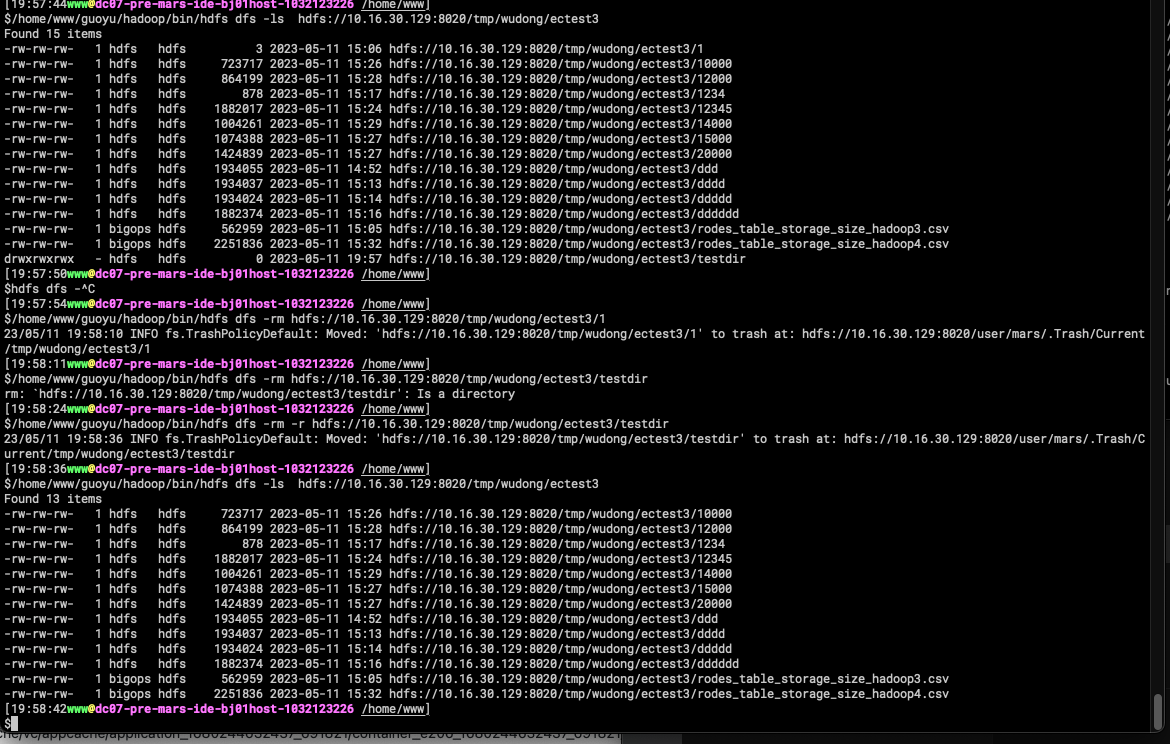 [19:57:44www@dc07-pre-mars-ide-bj01host-1032123226 /home/www]
$/home/www/guoyu/hadoop/bin/hdfs dfs -ls  hdfs://10.16.30.129:8020/tmp/wudong/ectest3
Found 15 items
-rw-rw-rw-   1 hdfs   hdfs          3 2023-05-11 15:06 hdfs://10.16.30.129:8020/tmp/wudong/ectest3/1
-rw-rw-rw-   1 hdfs   hdfs     723717 2023-05-11 15:26 hdfs://10.16.30.129:8020/tmp/wudong/ectest3/10000
-rw-rw-rw-   1 hdfs   hdfs     864199 2023-05-11 15:28 hdfs://10.16.30.129:8020/tmp/wudong/ectest3/12000
-rw-rw-rw-   1 hdfs   hdfs        878 2023-05-11 15:17 hdfs://10.16.30.129:8020/tmp/wudong/ectest3/1234
-rw-rw-rw-   1 hdfs   hdfs    1882017 2023-05-11 15:24 hdfs://10.16.30.129:8020/tmp/wudong/ectest3/12345
-rw-rw-rw-   1 hdfs   hdfs    1004261 2023-05-11 15:29 hdfs://10.16.30.129:8020/tmp/wudong/ectest3/14000
-rw-rw-rw-   1 hdfs   hdfs    1074388 2023-05-11 15:27 hdfs://10.16.30.129:8020/tmp/wudong/ectest3/15000
-rw-rw-rw-   1 hdfs   hdfs    1424839 2023-05-11 15:27 hdfs://10.16.30.129:8020/tmp/wudong/ectest3/20000
-rw-rw-rw-   1 hdfs   hdfs    1934055 2023-05-11 14:52 hdfs://10.16.30.129:8020/tmp/wudong/ectest3/ddd
-rw-rw-rw-   1 hdfs   hdfs    1934037 2023-05-11 15:13 hdfs://10.16.30.129:8020/tmp/wudong/ectest3/dddd
-rw-rw-rw-   1 hdfs   hdfs    1934024 2023-05-11 15:14 hdfs://10.16.30.129:8020/tmp/wudong/ectest3/ddddd
-rw-rw-rw-   1 hdfs   hdfs    1882374 2023-05-11 15:16 hdfs://10.16.30.129:8020/tmp/wudong/ectest3/dddddd
-rw-rw-rw-   1 bigops hdfs     562959 2023-05-11 15:05 hdfs://10.16.30.129:8020/tmp/wudong/ectest3/rodes_table_storage_size_hadoop3.csv
-rw-rw-rw-   1 bigops hdfs    2251836 2023-05-11 15:32 hdfs://10.16.30.129:8020/tmp/wudong/ectest3/rodes_table_storage_size_hadoop4.csv
drwxrwxrwx   - hdfs   hdfs          0 2023-05-11 19:57 hdfs://10.16.30.129:8020/tmp/wudong/ectest3/testdir
[19:57:50www@dc07-pre-mars-ide-bj01host-1032123226 /home/www]
$hdfs dfs -^C
[19:57:54www@dc07-pre-mars-ide-bj01host-1032123226 /home/www]
$/home/www/guoyu/hadoop/bin/hdfs dfs -rm hdfs://10.16.30.129:8020/tmp/wudong/ectest3/1
23/05/11 19:58:10 INFO fs.TrashPolicyDefault: Moved: 'hdfs://10.16.30.129:8020/tmp/wudong/ectest3/1' to trash at: hdfs://10.16.30.129:8020/user/mars/.Trash/Current
/tmp/wudong/ectest3/1
[19:58:11www@dc07-pre-mars-ide-bj01host-1032123226 /home/www]
$/home/www/guoyu/hadoop/bin/hdfs dfs -rm hdfs://10.16.30.129:8020/tmp/wudong/ectest3/testdir
rm: `hdfs://10.16.30.129:8020/tmp/wudong/ectest3/testdir': Is a directory
[19:58:24www@dc07-pre-mars-ide-bj01host-1032123226 /home/www]
$/home/www/guoyu/hadoop/bin/hdfs dfs -rm -r hdfs://10.16.30.129:8020/tmp/wudong/ectest3/testdir
23/05/11 19:58:36 INFO fs.TrashPolicyDefault: Moved: 'hdfs://10.16.30.129:8020/tmp/wudong/ectest3/testdir' to trash at: hdfs://10.16.30.129:8020/user/mars/.Trash/C
urrent/tmp/wudong/ectest3/testdir
[19:58:36www@dc07-pre-mars-ide-bj01host-1032123226 /home/www]
$/home/www/guoyu/hadoop/bin/hdfs dfs -ls  hdfs://10.16.30.129:8020/tmp/wudong/ectest3
Found 13 items
-rw-rw-rw-   1 hdfs   hdfs     723717 2023-05-11 15:26 hdfs://10.16.30.129:8020/tmp/wudong/ectest3/10000
-rw-rw-rw-   1 hdfs   hdfs     864199 2023-05-11 15:28 hdfs://10.16.30.129:8020/tmp/wudong/ectest3/12000
-rw-rw-rw-   1 hdfs   hdfs        878 2023-05-11 15:17 hdfs://10.16.30.129:8020/tmp/wudong/ectest3/1234
-rw-rw-rw-   1 hdfs   hdfs    1882017 2023-05-11 15:24 hdfs://10.16.30.129:8020/tmp/wudong/ectest3/12345
-rw-rw-rw-   1 hdfs   hdfs    1004261 2023-05-11 15:29 hdfs://10.16.30.129:8020/tmp/wudong/ectest3/14000
-rw-rw-rw-   1 hdfs   hdfs    1074388 2023-05-11 15:27 hdfs://10.16.30.129:8020/tmp/wudong/ectest3/15000
-rw-rw-rw-   1 hdfs   hdfs    1424839 2023-05-11 15:27 hdfs://10.16.30.129:8020/tmp/wudong/ectest3/20000
-rw-rw-rw-   1 hdfs   hdfs    1934055 2023-05-11 14:52 hdfs://10.16.30.129:8020/tmp/wudong/ectest3/ddd
-rw-rw-rw-   1 hdfs   hdfs    1934037 2023-05-11 15:13 hdfs://10.16.30.129:8020/tmp/wudong/ectest3/dddd
-rw-rw-rw-   1 hdfs   hdfs    1934024 2023-05-11 15:14 hdfs://10.16.30.129:8020/tmp/wudong/ectest3/ddddd
-rw-rw-rw-   1 hdfs   hdfs    1882374 2023-05-11 15:16 hdfs://10.16.30.129:8020/tmp/wudong/ectest3/dddddd
-rw-rw-rw-   1 bigops hdfs     562959 2023-05-11 15:05 hdfs://10.16.30.129:8020/tmp/wudong/ectest3/rodes_table_storage_size_hadoop3.csv
-rw-rw-rw-   1 bigops hdfs    2251836 2023-05-11 15:32 hdfs://10.16.30.129:8020/tmp/wudong/ectest3/rodes_table_storage_size_hadoop4.csv
[19:58:42www@dc07-pre-mars-ide-bj01host-1032123226 /home/www]
$